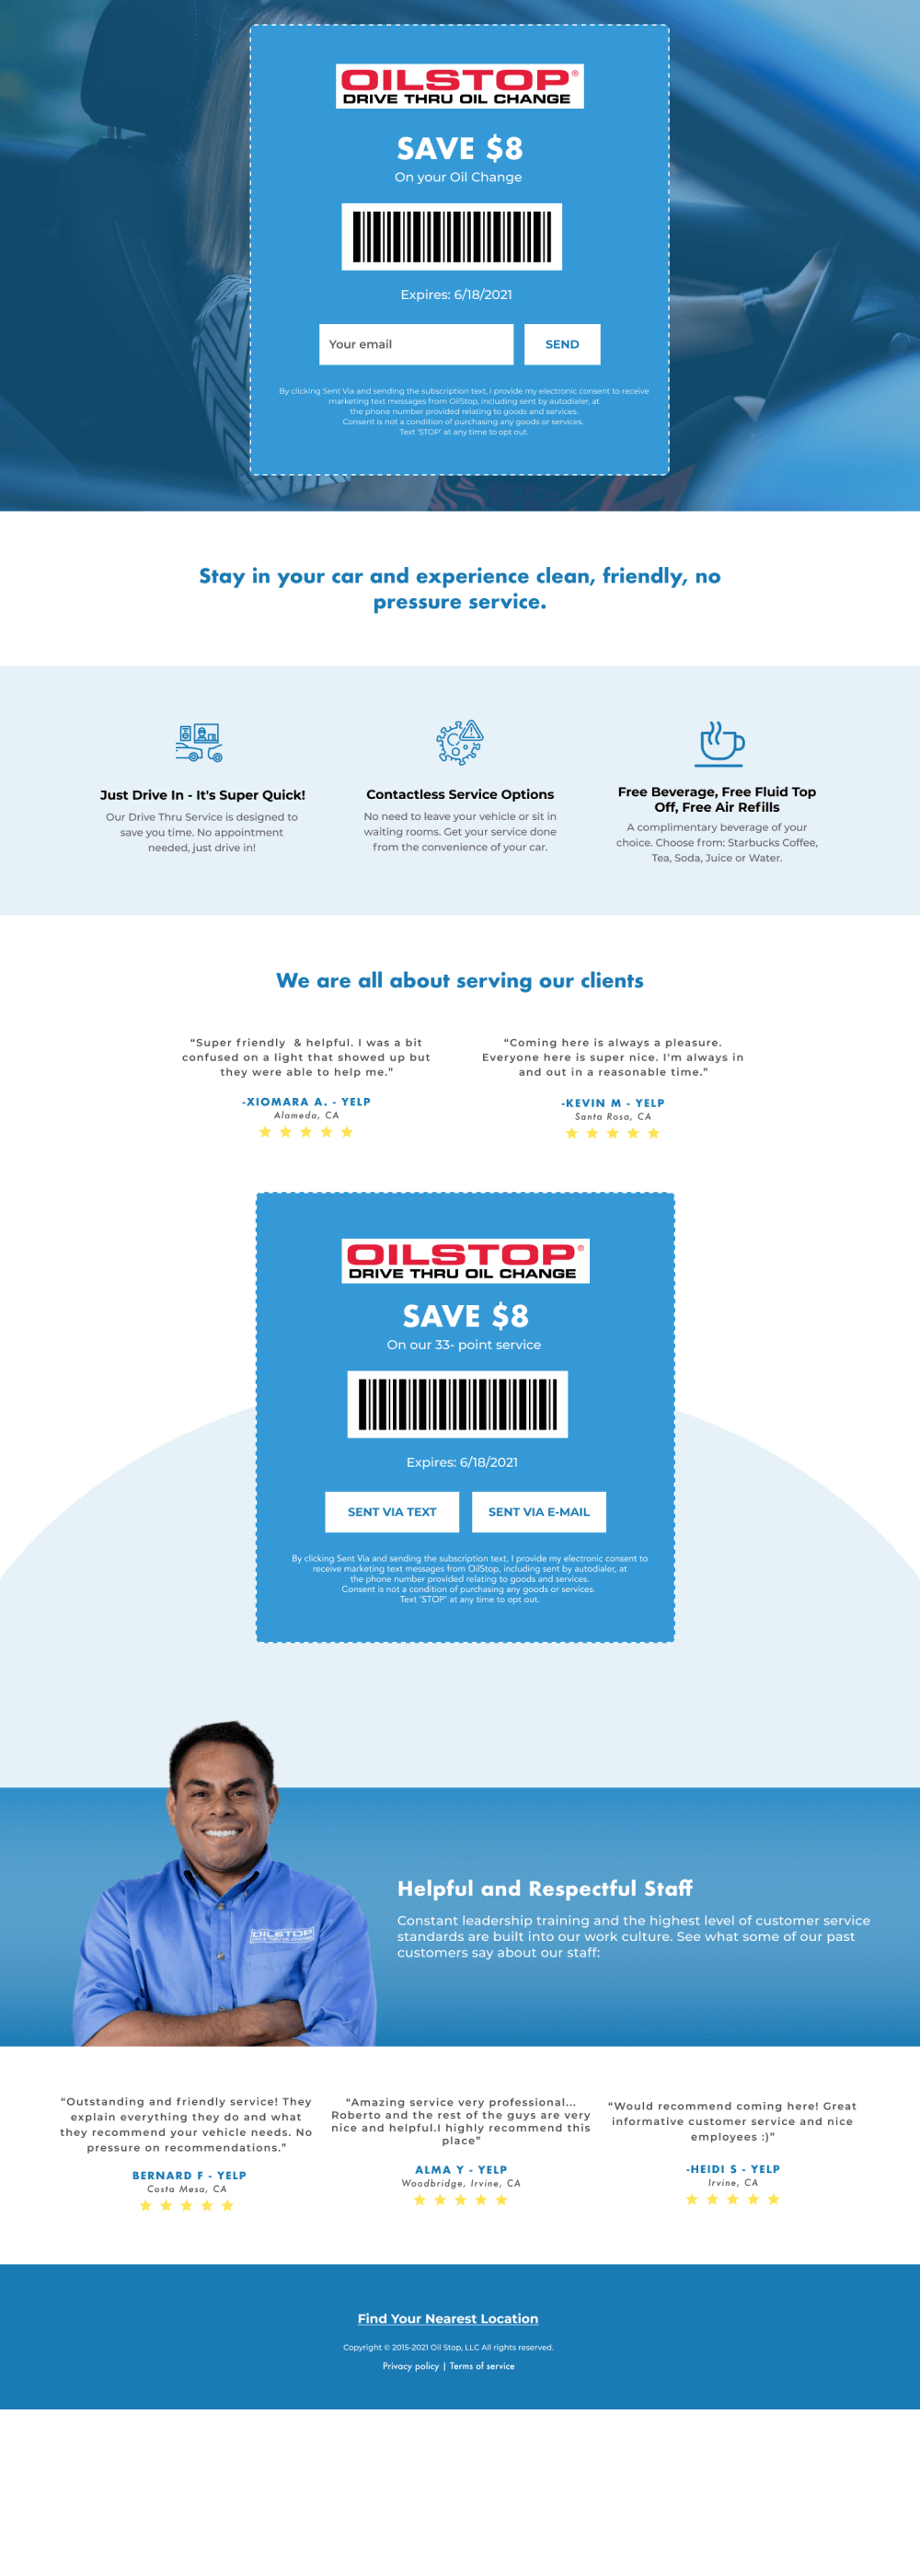 OILSTOP®
DRIVE THRU OIL CHANGE
SAVE $8
On your Oil Change
Expires: 6/18/2021
Your email
SEND
By clicking Sent Via and sending the subscription text, I provide my electronic consent to receive
marketing text messages from OilStop, including sent by autodialer, at
the phone number provided relating to goods and services.
Consent is not a condition of purchasing any goods or services.
Text "STOP" at any time to opt out.
Stay in your car and experience clean, friendly, no
pressure service.
Just Drive In - It's Super Quick!
Our Drive Thru Service is designed to
save you time. No appointment
needed, just drive in!
Contactless Service Options
No need to leave your vehicle or sit in
waiting rooms. Get your service done
from the convenience of your car.
Free Beverage, Free Fluid Top
Off, Free Air Refills
A complimentary beverage of your
choice. Choose from: Starbucks Coffee,
Tea, Soda, Juice or Water.
We are all about serving our clients
“Super friendly & helpful. I was a bit
confused on a light that showed up but
they were able to help me.”
-XIOMARA A. - YELP
Alameda, CA
“Coming here is always a pleasure.
Everyone here is super nice. I'm always in
and out in a reasonable time.”
-KEVIN M - YELP
Santa Rosa, CA
OILSTOP®
DRIVE THRU OIL CHANGE
SAVE $8
On our 33- point service
Expires: 6/18/2021
SENT VIA TEXT
SENT VIA E-MAIL
By clicking Sent Via and sending the subscription text, I provide my electronic consent to
receive marketing text messages from OilStop, including sent by autodialer, at
the phone number provided relating to goods and services.
Consent is not a condition of purchasing any goods or services.
Text 'STOP' at any time to opt out.
Helpful and Respectful Staff
Constant leadership training and the highest level of customer service
standards are built into our work culture. See what some of our past
customers say about our staff:
OILSTOP
DRIVE THRU OIL CHANGE
“Outstanding and friendly service! They
explain everything they do and what
they recommend your vehicle needs. No
pressure on recommendations.”
BERNARD F - YELP
Costa Mesa, CA
“Amazing service very professional...
Roberto and the rest of the guys are very
nice and helpful.I highly recommend this
place”
ALMA Y - YELP
Woodbridge, Irvine, CA
“Would recommend coming here! Great
informative customer service and nice
employees :)”
-HEIDI S - YELP
Irvine, CA
Find Your Nearest Location
Copyright © 2015-2021 Oil Stop, LLC All rights reserved.
Privacy policy | Terms of service